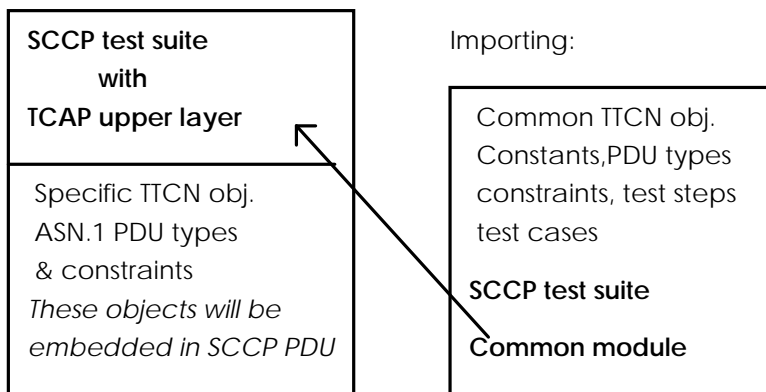 SCCP test suite
with
TCAP upper layer
Specific TTCN obj.
ASN.1 PDU types
& constraints
These objects will be
embedded in SCCP PDU
Importing:
Common TTCN obj.
Constants,PDU types
constraints, test steps
test cases
SCCP test suite
Common module